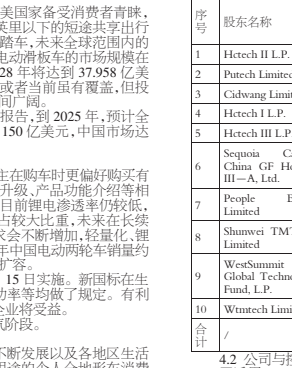 美国家备受消费者青睐,
英里以下的短途共享出行
踏车,未来全球范围内的
电动滑板车的市场规模在
28 年将达到 37.958 亿美
或者当前虽有覆盖,但投
间广阔。
报告,到 2025 年,预计全
150 亿美元,中国市场达
主在购车时更偏好购买有
升级、产品功能介绍等相
目前锂电渗透率仍较低,
占较大比重,未来在长续
求会不断增加,轻量化、锂
年中国电动两轮车销量约
扩容。
15 日实施。新国标在生
功率等均做了规定。有利
企业将受益。
气阶段。
不断发展以及各地区生活
序号 股东名称
1 Hctech II L.P.
2 Putech Limited
3 Cidwang Limi
4 Hctech I L.P.
5 Hctech III L.P.
6 Sequoia C
China GF Ho
III—A, Ltd.
7 People B
Limited
8 Shunwei TMT
Limited
9 WestSummit
Global Techno
Fund, L.P.
10 Wtmtech Limi
合计 /
4.2 公司与控